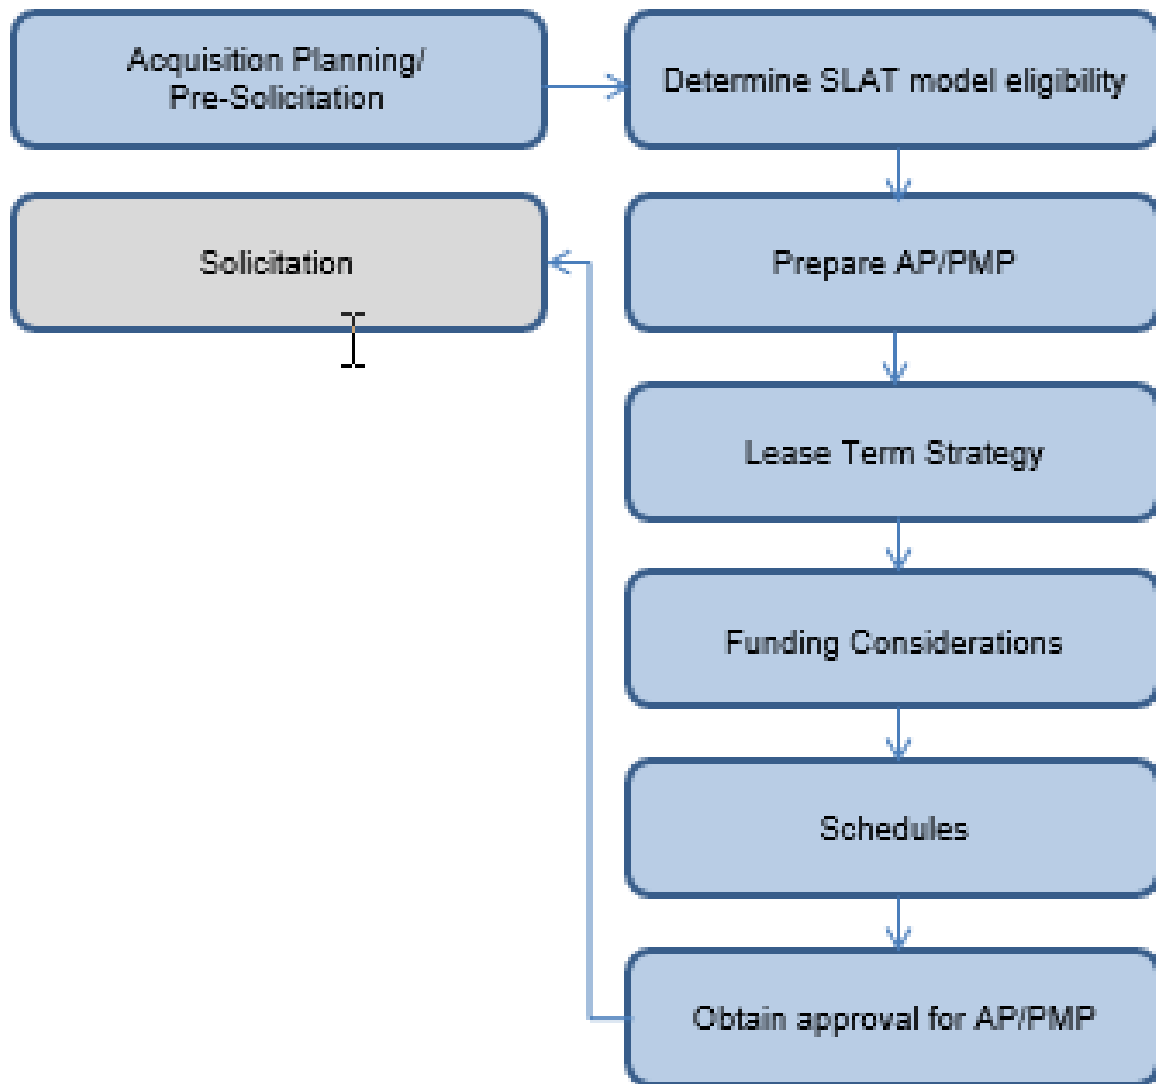 Acquisition Planning/
Pre-Solicitation
Determine SLAT model eligibility
Solicitation
Prepare AP/PMP
Lease Term Strategy
Funding Considerations
Schedules
Obtain approval for AP/PMP